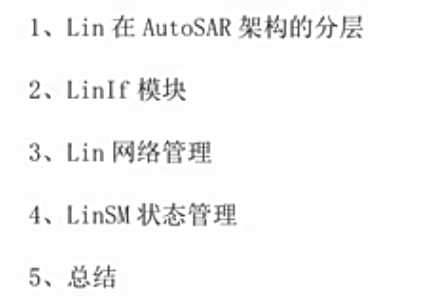 1、Lin 在 AutoSAR 架构的分层
2、LinIf 模块
3、Lin 网络管理
4、LinSM 状态管理
5、总结